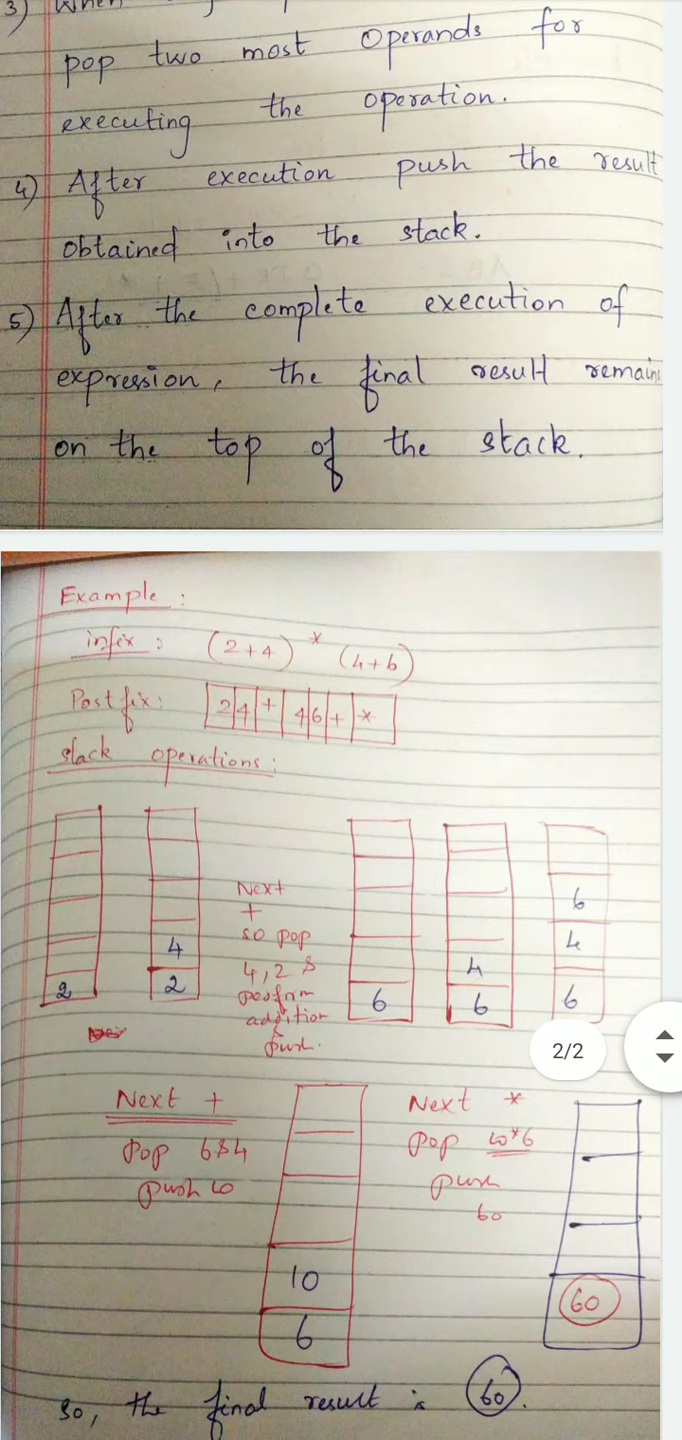 3) When
pop two most operands for
executing the operation.
4) After execution push the result
obtained into the stack.
5) After the complete execution of
expression, the final result remains
on the top of the stack.
Example :
infix : (2+4) * (4+6)
Postfix: 2 4 + 4 6 + *
stack operations :
2
4
2
Next
+
so pop
4, 2 &
perform
addition
& push.
6
4
6
6
4
6
2/2
Next +
pop 6 & 4
push 10
10
6
Next *
pop 10*6
push
60
60
so, the final result is 60.